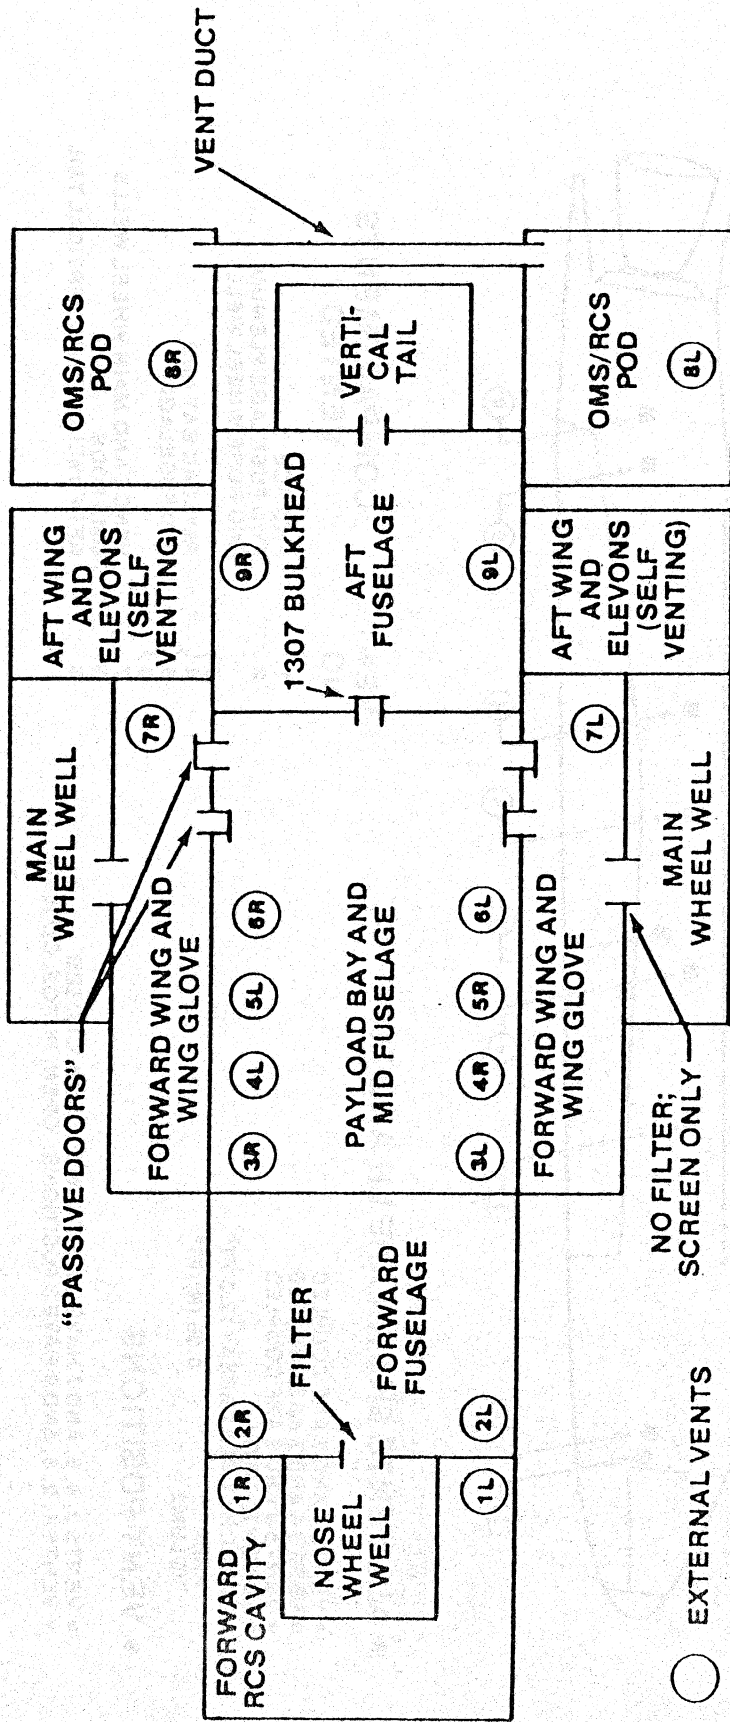 "PASSIVE DOORS"
MAIN
WHEEL WELL
AFT WING
AND
ELEVONS
(SELF
VENTING)
OMS/RCS
POD
8R
VENT DUCT
FORWARD WING AND
WING GLOVE
7R
FORWARD
RCS CAVITY
1R
2R
3R
4L
5L
6R
9R
1307 BULKHEAD
FILTER
NOSE
WHEEL
WELL
FORWARD
FUSELAGE
PAYLOAD BAY AND
MID FUSELAGE
AFT
FUSELAGE
VERTI-
CAL
TAIL
1L
2L
3L
4R
5R
6L
9L
FORWARD WING AND
WING GLOVE
7L
AFT WING
AND
ELEVONS
(SELF
VENTING)
OMS/RCS
POD
8L
MAIN
WHEEL WELL
NO FILTER;
SCREEN ONLY
EXTERNAL VENTS